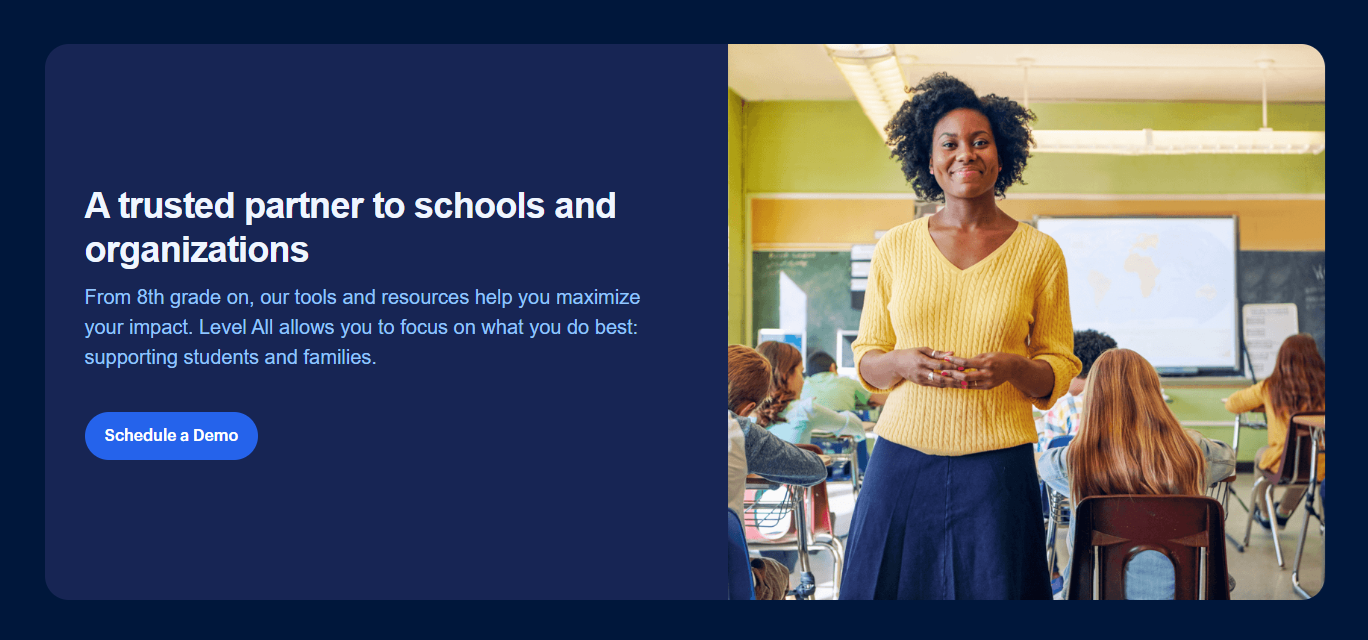 A trusted partner to schools and
organizations
From 8th grade on, our tools and resources help you maximize
your impact. Level All allows you to focus on what you do best:
supporting students and families.
Schedule a Demo